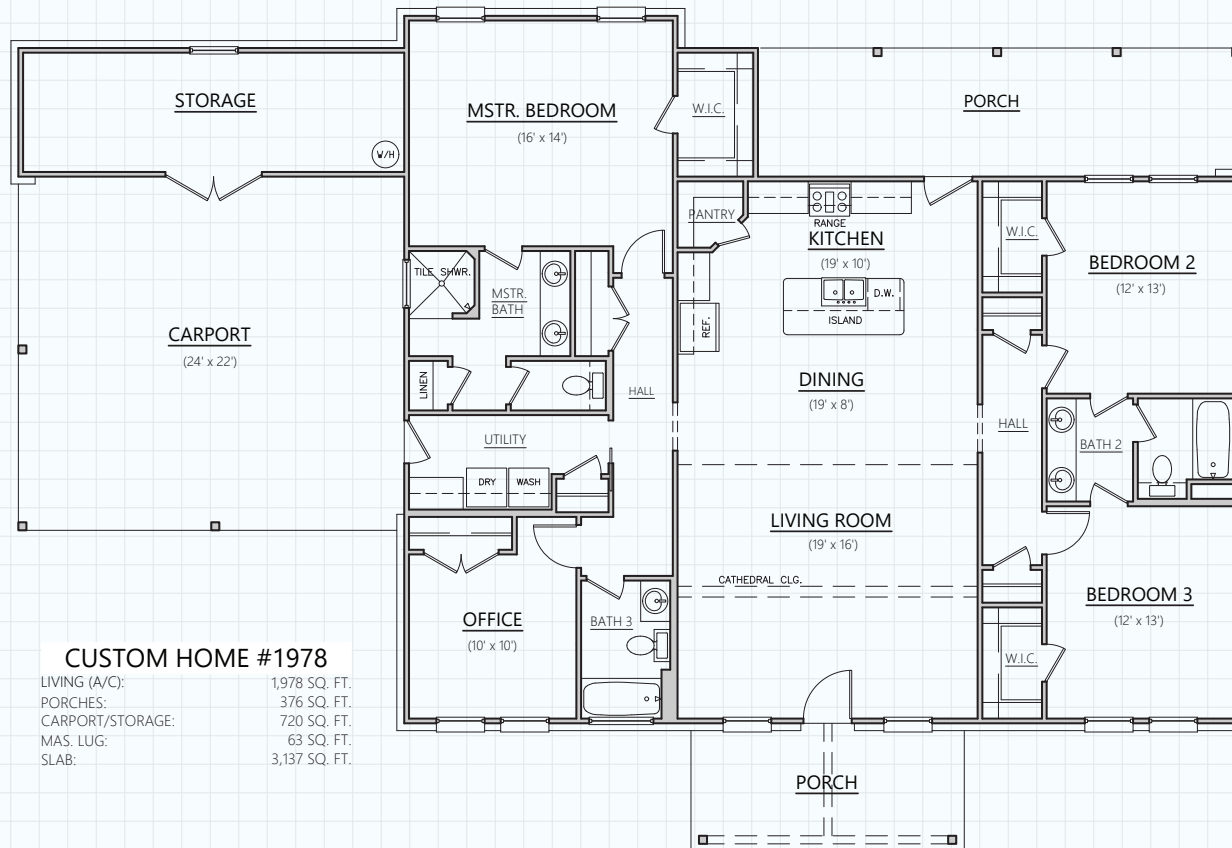 STORAGE
W/H
MSTR. BEDROOM
(16' x 14')
W.I.C.
PORCH
PANTRY
RANGE
KITCHEN
(19' x 10')
D.W.
ISLAND
REF.
W.I.C.
BEDROOM 2
(12' x 13')
TILE SHWR.
MSTR.
BATH
LINEN
CARPORT
(24' x 22')
HALL
DINING
(19' x 8')
HALL
BATH 2
UTILITY
DRY
WASH
LIVING ROOM
(19' x 16')
CATHEDRAL CLG.
OFFICE
(10' x 10')
BATH 3
BEDROOM 3
(12' x 13')
W.I.C.
CUSTOM HOME #1978
LIVING (A/C): 1,978 SQ. FT.
PORCHES: 376 SQ. FT.
CARPORT/STORAGE: 720 SQ. FT.
MAS. LUG: 63 SQ. FT.
SLAB: 3,137 SQ. FT.
PORCH